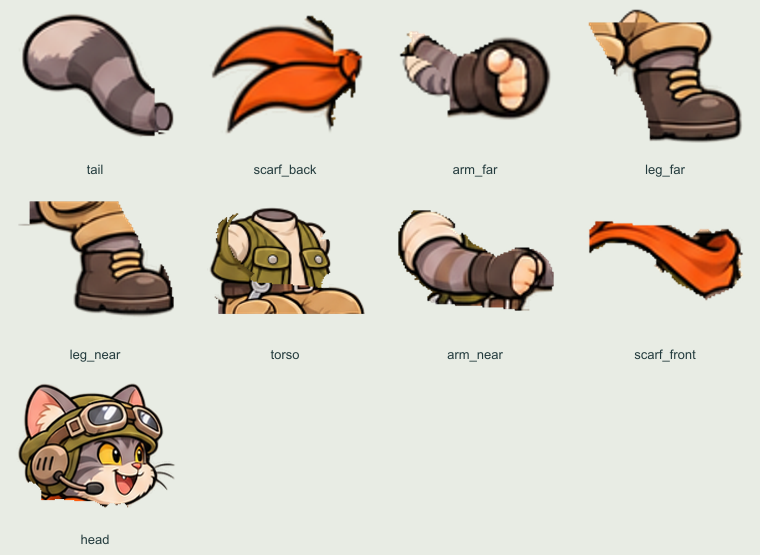 tail
scarf_back
arm_far
leg_far
leg_near
torso
arm_near
scarf_front
head